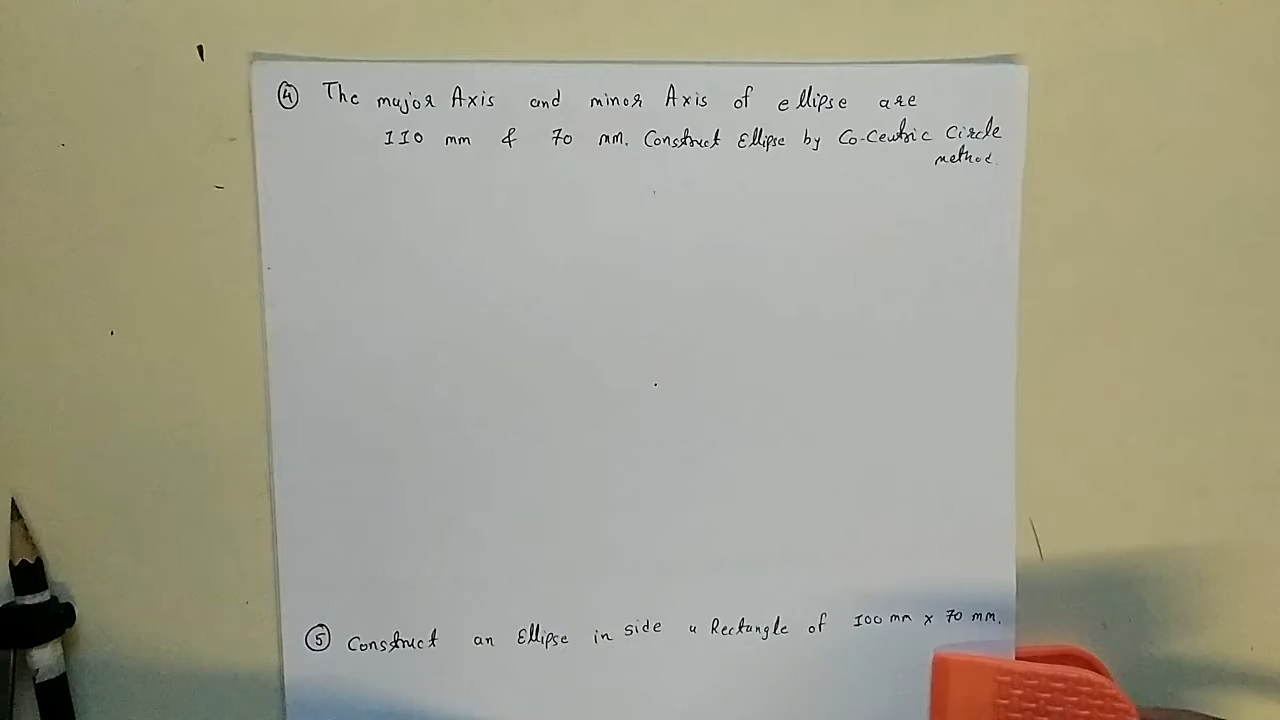 ④ The major Axis and minor Axis of ellipse are
110 mm & 70 mm. Construct Ellipse by Co-Centric Circle
method.
⑤ Construct an Ellipse in side a Rectangle of 100 mm x 70 mm.